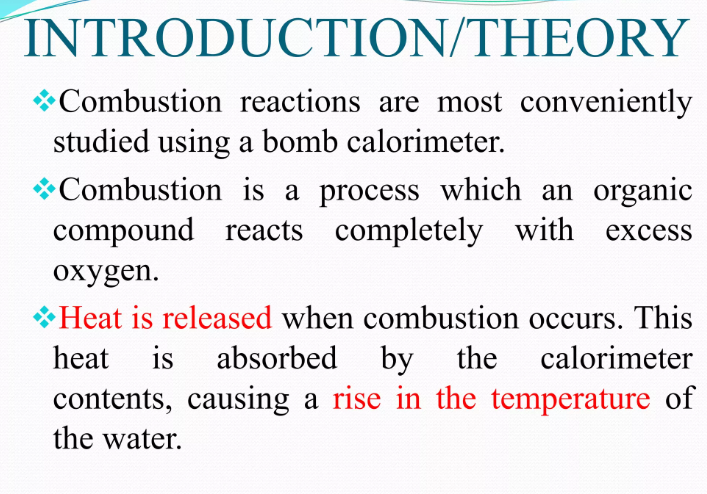 INTRODUCTION/THEORY
❖Combustion reactions are most conveniently
studied using a bomb calorimeter.
❖Combustion is a process which an organic
compound reacts completely with excess
oxygen.
❖Heat is released when combustion occurs. This
heat is absorbed by the calorimeter
contents, causing a rise in the temperature of
the water.